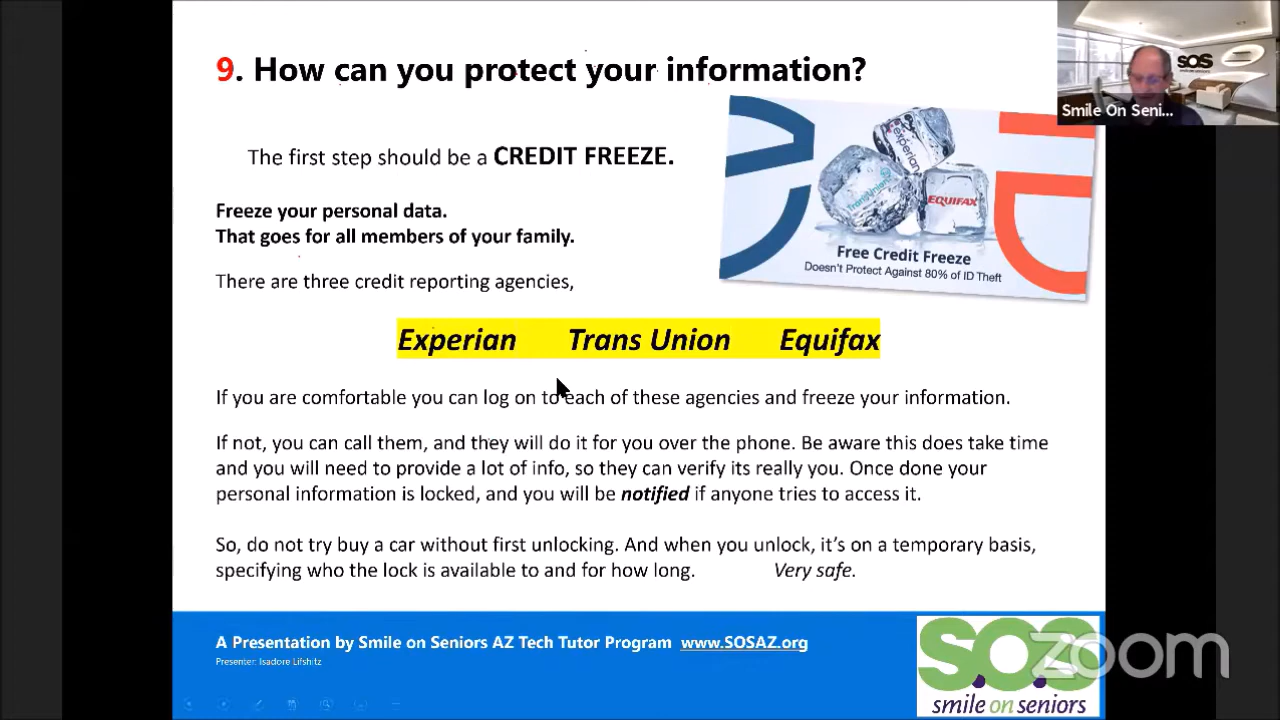 9. How can you protect your information?
SOS
smile on seniors
Smile On Seni...
The first step should be a CREDIT FREEZE.
experian
TransUnion
EQUIFAX
Free Credit Freeze
Doesn't Protect Against 80% of ID Theft
Freeze your personal data.
That goes for all members of your family.
There are three credit reporting agencies,
Experian Trans Union Equifax
If you are comfortable you can log on to each of these agencies and freeze your information.
If not, you can call them, and they will do it for you over the phone. Be aware this does take time
and you will need to provide a lot of info, so they can verify its really you. Once done your
personal information is locked, and you will be notified if anyone tries to access it.
So, do not try buy a car without first unlocking. And when you unlock, it's on a temporary basis,
specifying who the lock is available to and for how long. Very safe.
A Presentation by Smile on Seniors AZ Tech Tutor Program www.SOSAZ.org
Presenter: Isadore Lifshitz
S.O.S
zoom
smile on seniors